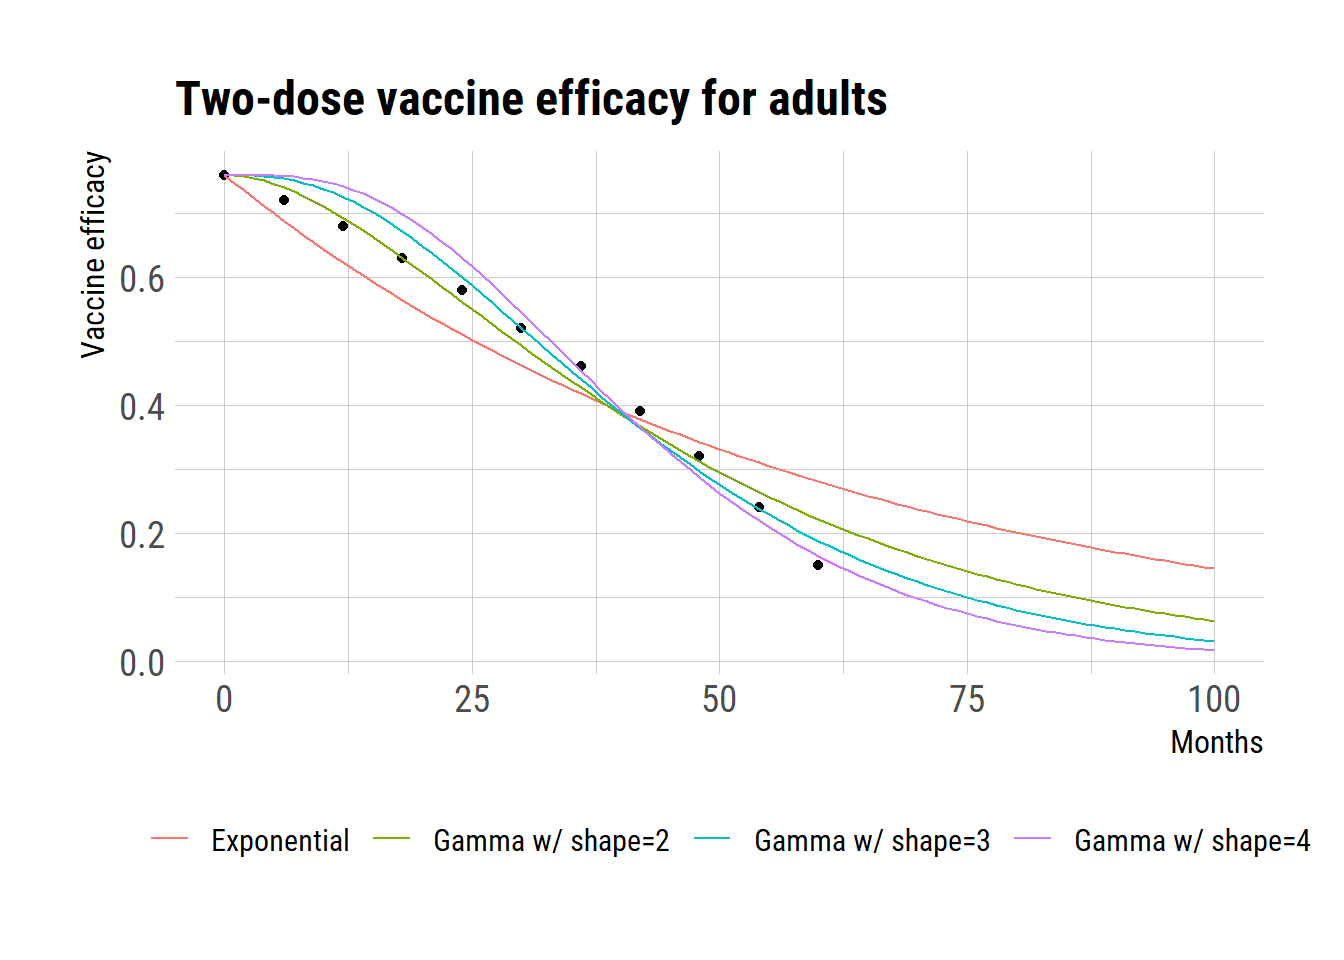 Two-dose vaccine efficacy for adults
Vaccine efficacy
0.6
0.4
0.2
0.0
0 25 50 75 100
Months
Exponential Gamma w/ shape=2 Gamma w/ shape=3 Gamma w/ shape=4